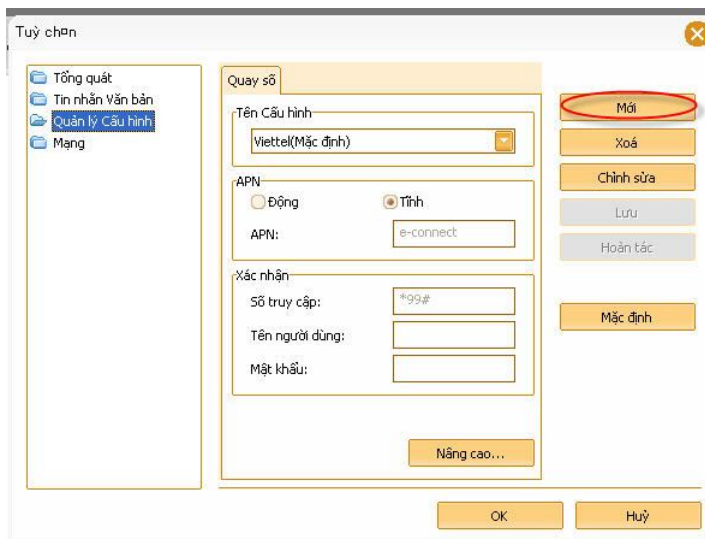 Tuỳ chọn
Tổng quát
Tin nhắn Văn bản
Quản lý Cấu hình
Mạng
Quay số
Tên Cấu hình
Viettel(Mặc định)
APN
Động
Tĩnh
APN:
e-connect
Xác nhận
Số truy cập:
*99#
Tên người dùng:
Mật khẩu:
Nâng cao...
Mới
Xoá
Chỉnh sửa
Lưu
Hoàn tác
Mặc định
OK
Huỷ